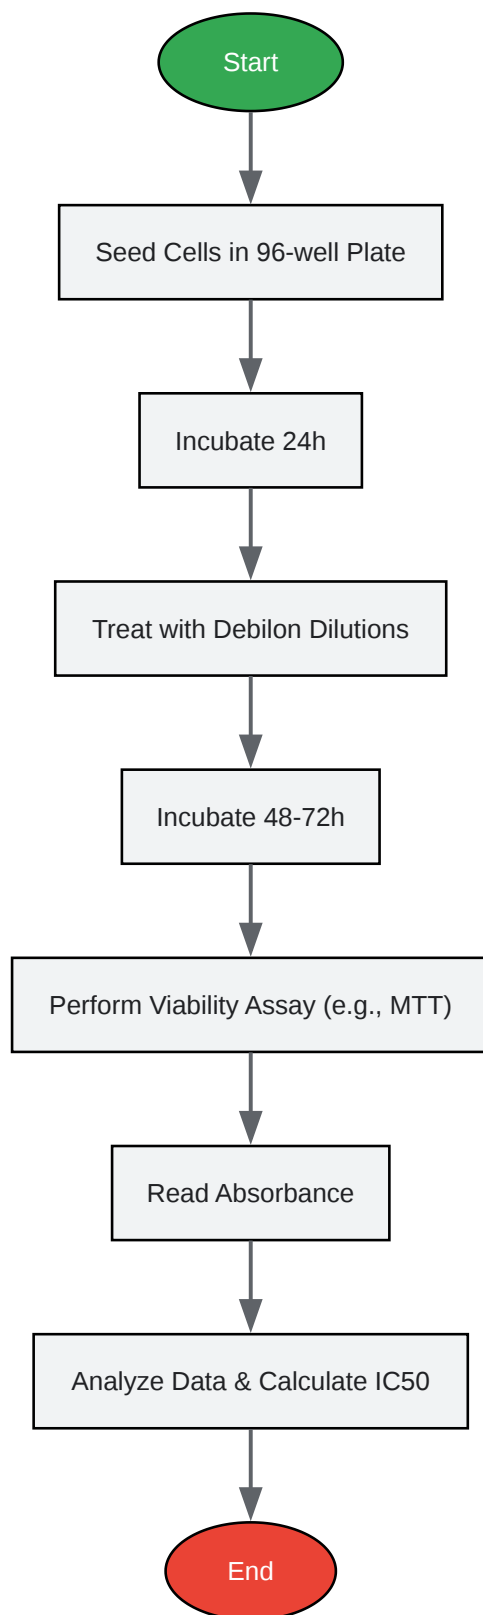 Start
Seed Cells in 96-well Plate
Incubate 24h
Treat with Debilon Dilutions
Incubate 48-72h
Perform Viability Assay (e.g., MTT)
Read Absorbance
Analyze Data & Calculate IC50
End